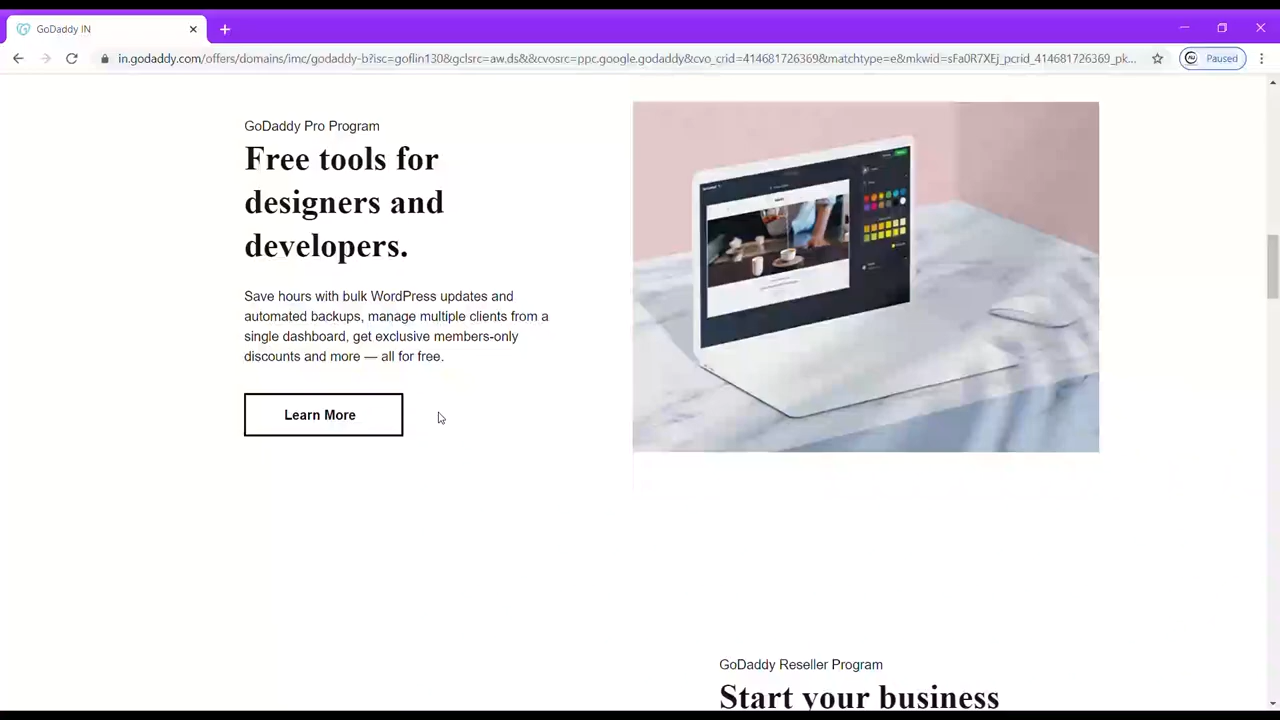 GoDaddy IN
in.godaddy.com/offers/domains/imc/godaddy-b?isc=goflin130&gclsrc=aw.ds&&cvosrc=ppc.google.godaddy&cvo_crid=414681726369&matchtype=e&mkwid=sFa0R7XEj_pcrid_414681726369_pk...
Paused
GoDaddy Pro Program
Free tools for
designers and
developers.
Save hours with bulk WordPress updates and
automated backups, manage multiple clients from a
single dashboard, get exclusive members-only
discounts and more — all for free.
Learn More
GoDaddy Reseller Program
Start your business